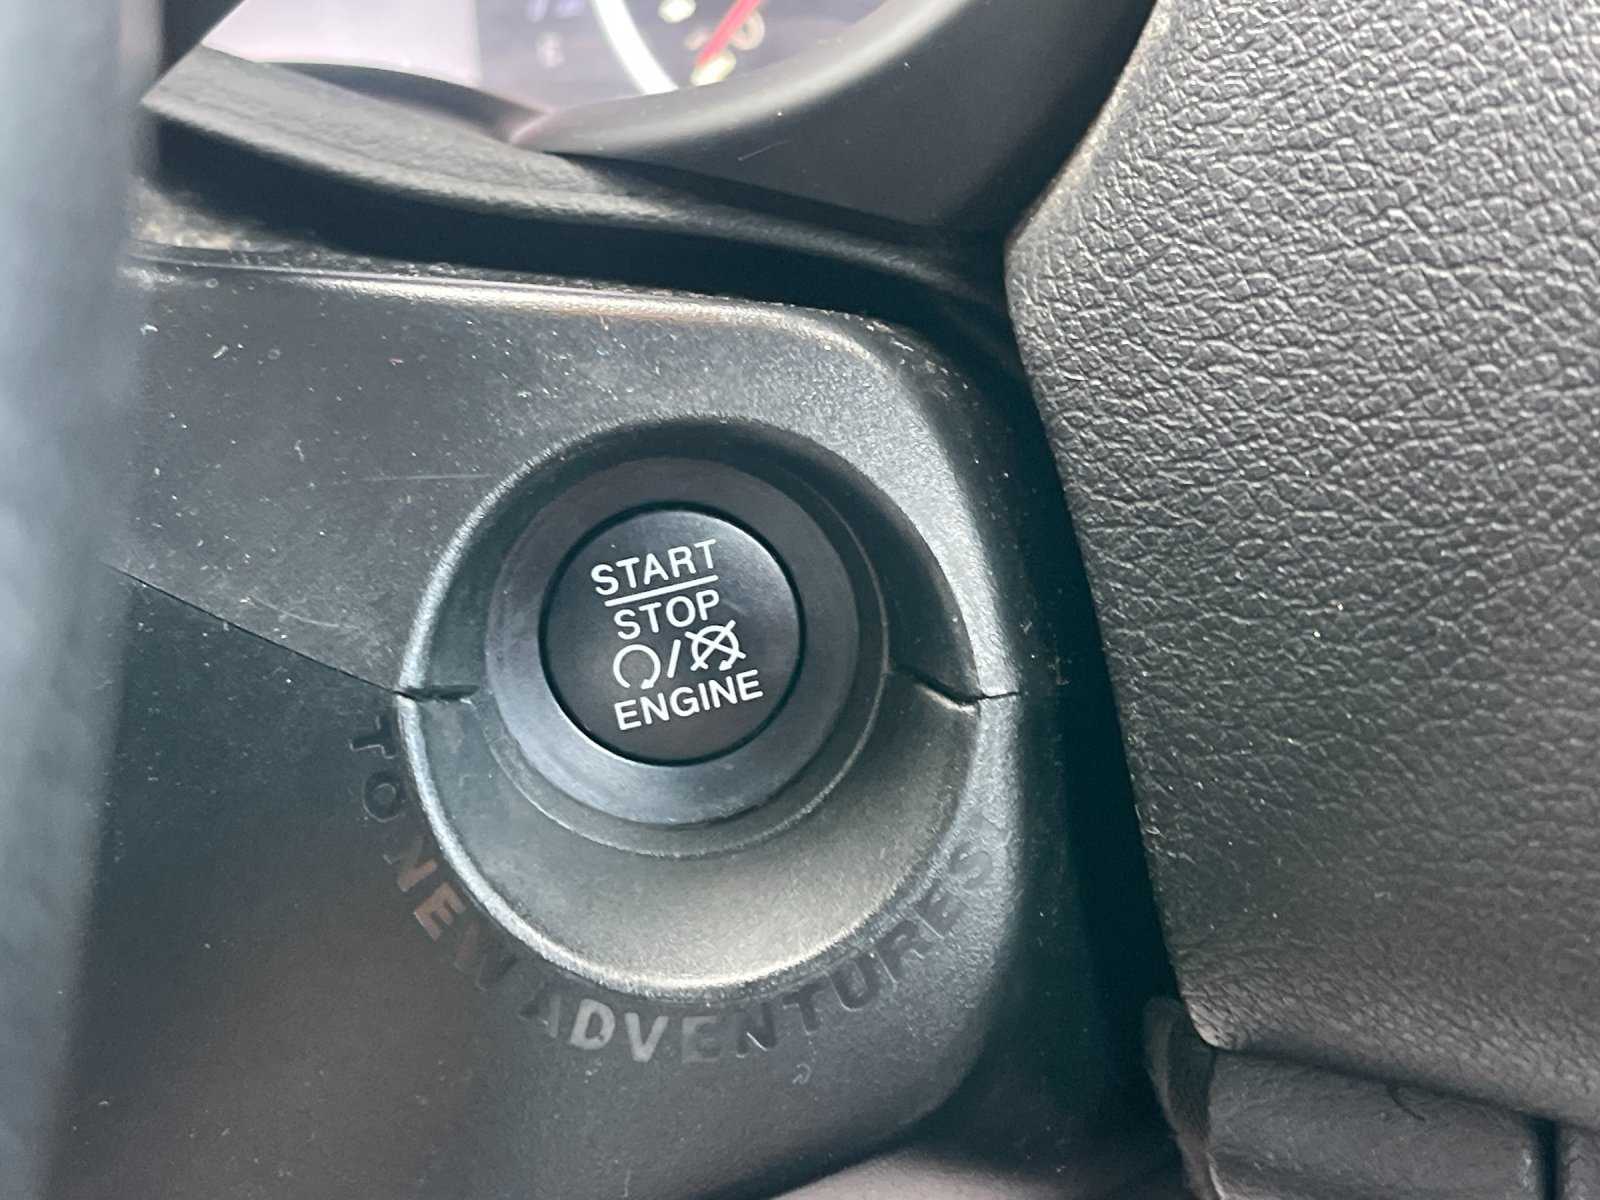 START
STOP
ENGINE
TO NEW ADVENTURES